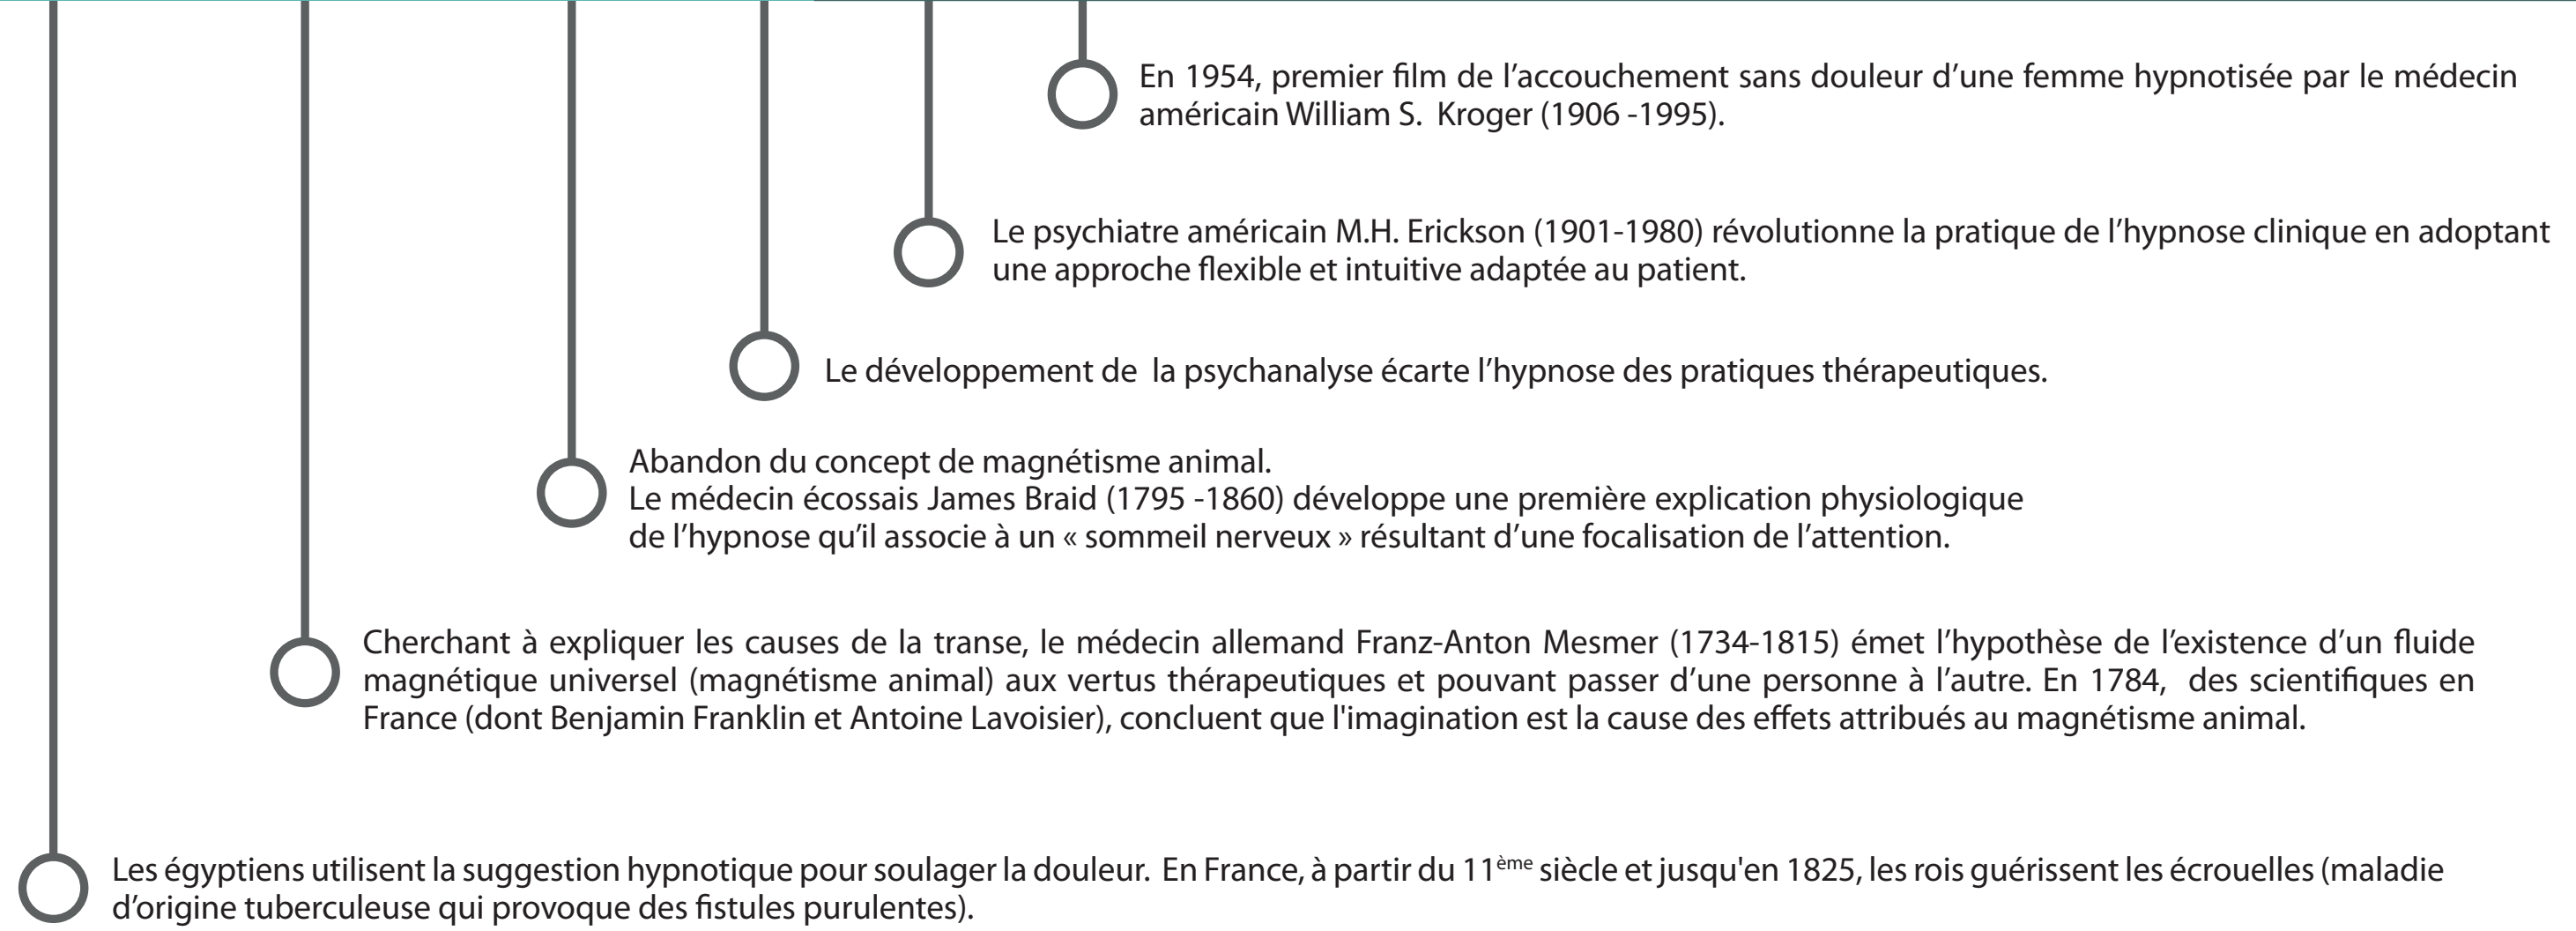 En 1954, premier film de l’accouchement sans douleur d’une femme hypnotisée par le médecin
américain William S.  Kroger (1906 -1995).
Le psychiatre américain M.H. Erickson (1901-1980) révolutionne la pratique de l’hypnose clinique en adoptant
une approche flexible et intuitive adaptée au patient.
Le développement de  la psychanalyse écarte l’hypnose des pratiques thérapeutiques.
Abandon du concept de magnétisme animal.
Le médecin écossais James Braid (1795 -1860) développe une première explication physiologique
de l’hypnose qu’il associe à un « sommeil nerveux » résultant d’une focalisation de l’attention.
Cherchant à expliquer les causes de la transe, le médecin allemand Franz-Anton Mesmer (1734-1815) émet l’hypothèse de l’existence d’un fluide
magnétique universel (magnétisme animal) aux vertus thérapeutiques et pouvant passer d’une personne à l’autre. En 1784,  des scientifiques en
France (dont Benjamin Franklin et Antoine Lavoisier), concluent que l'imagination est la cause des effets attribués au magnétisme animal.
Les égyptiens utilisent la suggestion hypnotique pour soulager la douleur.  En France, à partir du 11ème siècle et jusqu'en 1825, les rois guérissent les écrouelles (maladie
d’origine tuberculeuse qui provoque des fistules purulentes).